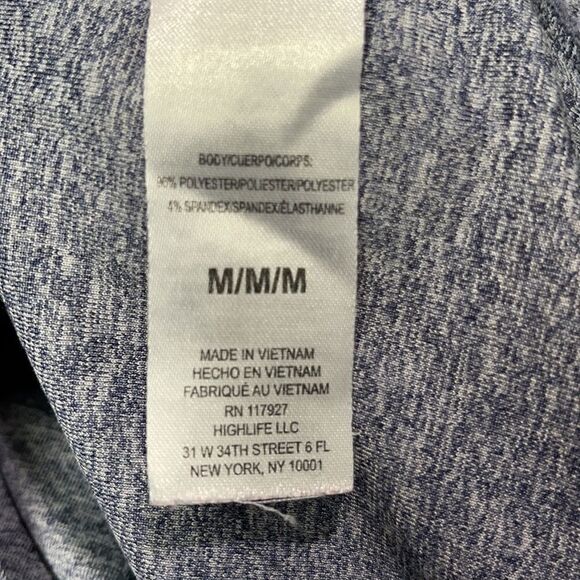 BODY/CUERPO/CORPS:
96% POLYESTER/POLIESTER/POLYESTER
4% SPANDEX/SPANDEX/ÉLASTHANNE
M/M/M
MADE IN VIETNAM
HECHO EN VIETNAM
FABRIQUÉ AU VIETNAM
RN 117927
HIGHLIFE LLC
31 W 34TH STREET 6 FL
NEW YORK, NY 10001